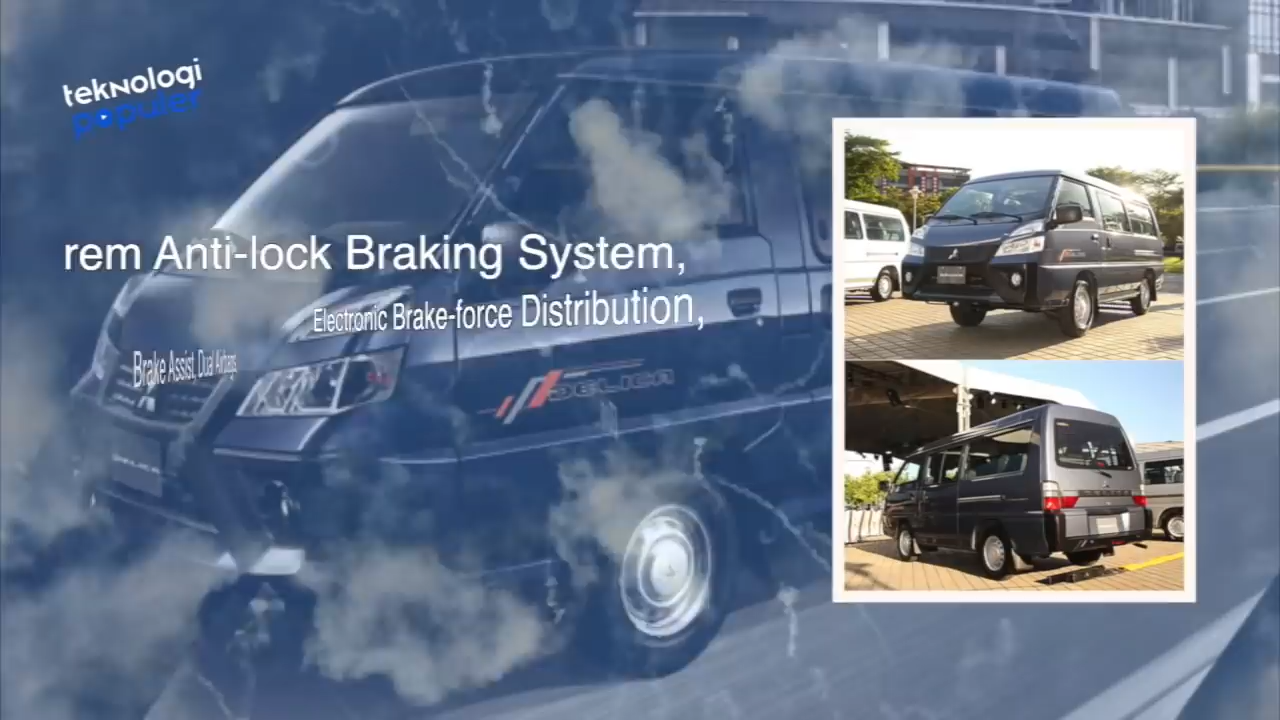 teknologi
populer
rem Anti-lock Braking System,
Electronic Brake-force Distribution,
Brake Assist, Dual Airbags
DELICA